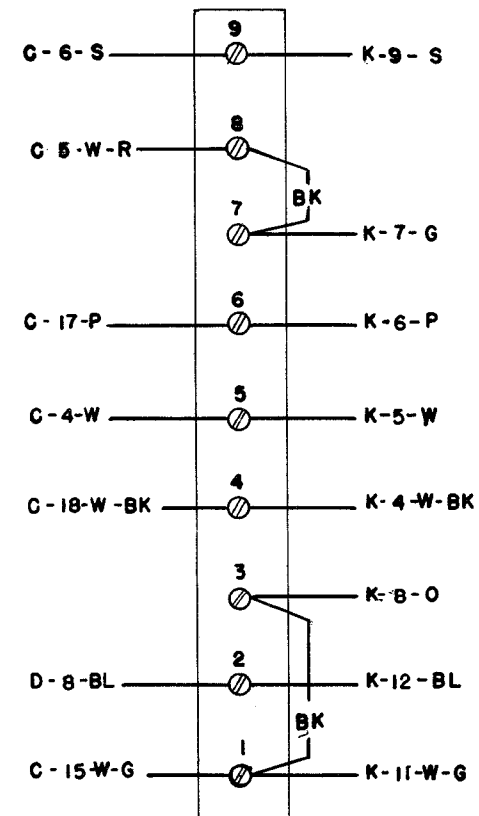 9
C-6-S K-9-S
8
C 5-W-R
BK
7
K-7-G
6
C-17-P K-6-P
5
C-4-W K-5-W
4
C-18-W-BK K-4-W-BK
3
K-8-O
2
D-8-BL K-12-BL
BK
1
C-15-W-G K-11-W-G